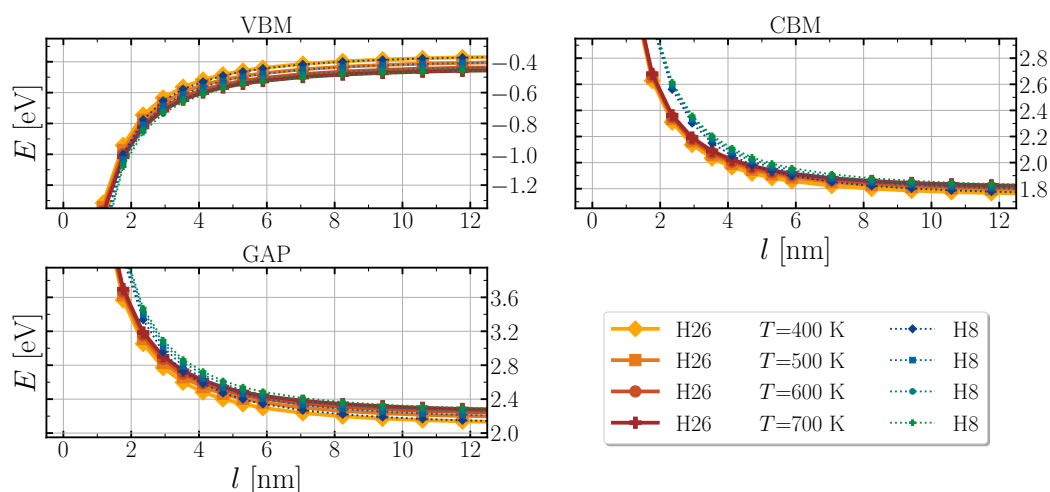 VBM
E [eV]
−0.4
−0.6
−0.8
−1.0
−1.2
0 2 4 6 8 10 12
CBM
2.8
2.6
2.4
2.2
2.0
1.8
0 2 4 6 8 10 12
l [nm]
GAP
E [eV]
3.6
3.2
2.8
2.4
2.0
0 2 4 6 8 10 12
l [nm]
H26 T=400 K H8
H26 T=500 K H8
H26 T=600 K H8
H26 T=700 K H8